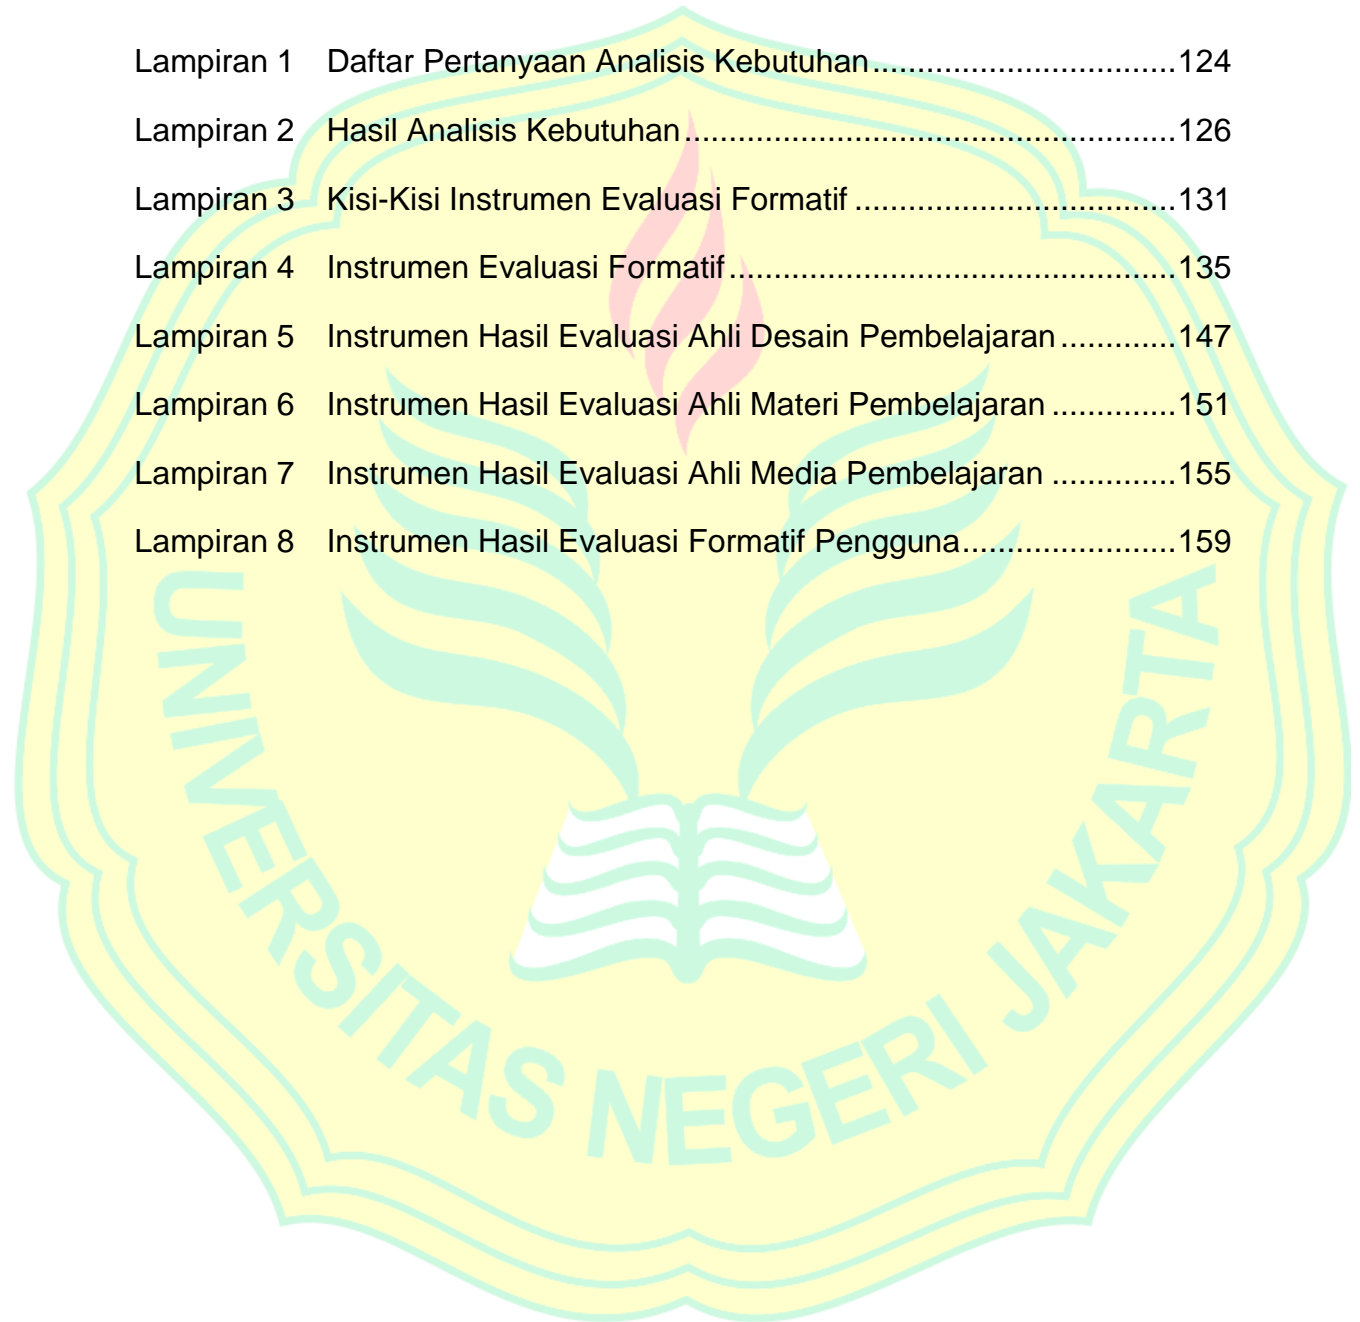 Lampiran 1 Daftar Pertanyaan Analisis Kebutuhan..................................124
Lampiran 2 Hasil Analisis Kebutuhan.......................................................126
Lampiran 3 Kisi-Kisi Instrumen Evaluasi Formatif ....................................131
Lampiran 4 Instrumen Evaluasi Formatif..................................................135
Lampiran 5 Instrumen Hasil Evaluasi Ahli Desain Pembelajaran.............147
Lampiran 6 Instrumen Hasil Evaluasi Ahli Materi Pembelajaran ..............151
Lampiran 7 Instrumen Hasil Evaluasi Ahli Media Pembelajaran ..............155
Lampiran 8 Instrumen Hasil Evaluasi Formatif Pengguna........................159
UNIVERSITAS NEGERI JAKARTA